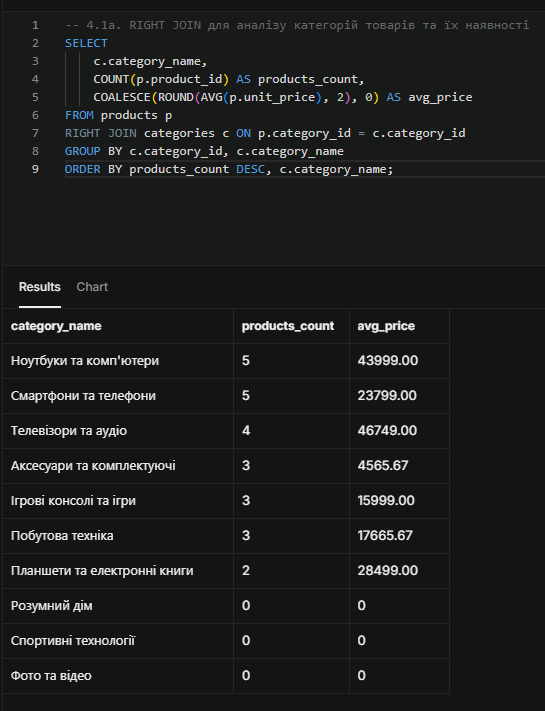 1 -- 4.1a. RIGHT JOIN для аналізу категорій товарів та їх наявності
2 SELECT
3 c.category_name,
4 COUNT(p.product_id) AS products_count,
5 COALESCE(ROUND(AVG(p.unit_price), 2), 0) AS avg_price
6 FROM products p
7 RIGHT JOIN categories c ON p.category_id = c.category_id
8 GROUP BY c.category_id, c.category_name
9 ORDER BY products_count DESC, c.category_name;
Results Chart
category_name products_count avg_price
Ноутбуки та комп'ютери 5 43999.00
Смартфони та телефони 5 23799.00
Телевізори та аудіо 4 46749.00
Аксесуари та комплектуючі 3 4565.67
Ігрові консолі та ігри 3 15999.00
Побутова техніка 3 17665.67
Планшети та електронні книги 2 28499.00
Розумний дім 0 0
Спортивні технології 0 0
Фото та відео 0 0